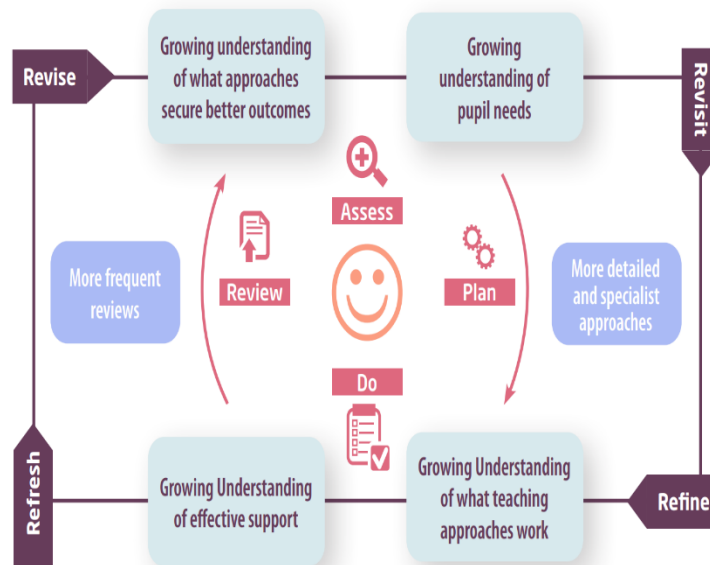 Growing understanding
of what approaches
secure better outcomes
Growing
understanding of
pupil needs
Revise
Revisit
Assess
More frequent
reviews
Review
Plan
More detailed
and specialist
approaches
Do
Refresh
Growing Understanding
of effective support
Growing Understanding
of what teaching
approaches work
Refine